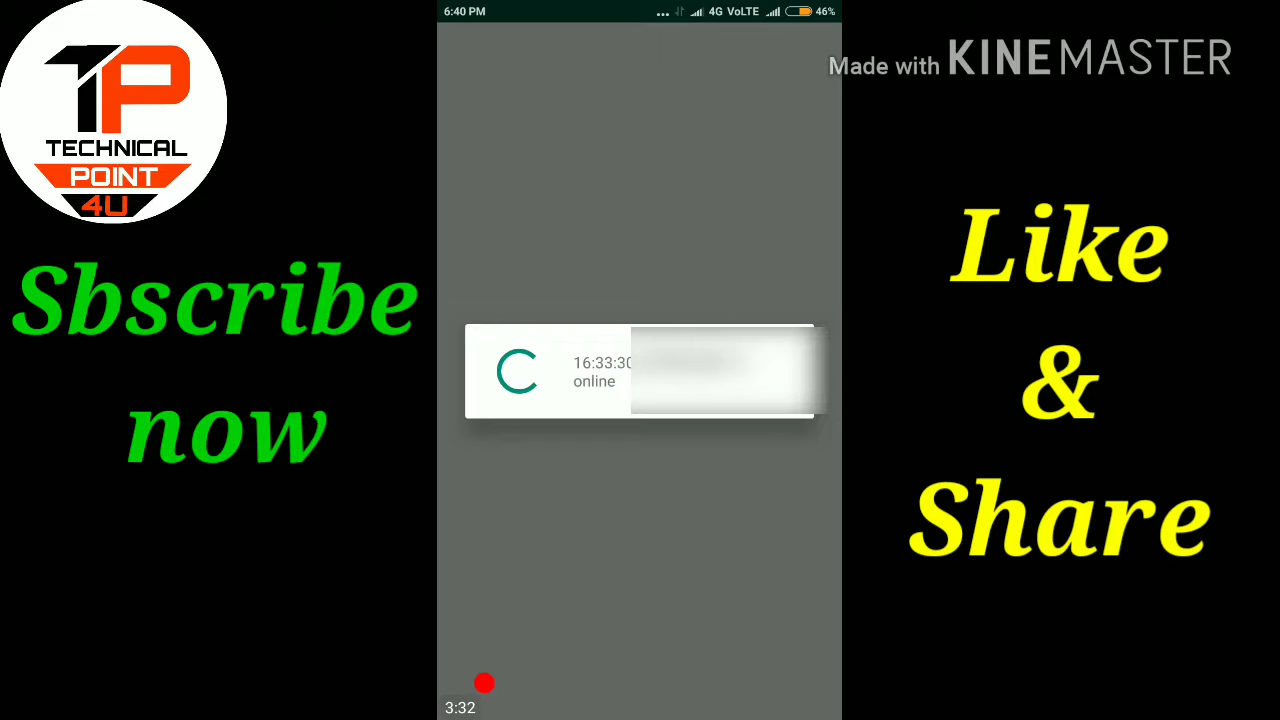 TP
TECHNICAL
POINT
4U
Sbscribe
now
6:40 PM
4G VoLTE
46%
16:33:30
online
3:32
Made with KINEMASTER
Like
&
Share